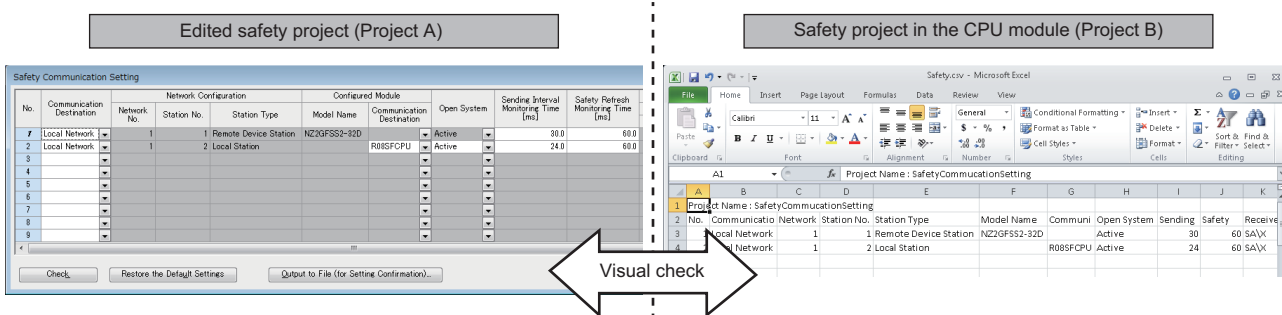 Edited safety project (Project A)
Safety Communication Setting
No. Communication Destination Network Configuration Configured Module Open System Sending Interval Monitoring Time [ms] Safety Refresh Monitoring Time [ms]
Network No. Station No. Station Type Model Name Communication Destination
1 Local Network 1 1 Remote Device Station NZ2GFSS2-32D Active 30.0 60.0
2 Local Network 1 2 Local Station R08SFCPU Active 24.0 60.0
3
4
5
6
7
8
9
Check Restore the Default Settings Output to File (for Setting Confirmation)...
Visual check
Safety project in the CPU module (Project B)
Safety.csv - Microsoft Excel
File Home Insert Page Layout Formulas Data Review View
Calibri 11 General Conditional Formatting Insert
Paste Format as Table Delete Sort & Filter Find & Select
B I U $ % , Cell Styles Format
Clipboard Font Alignment Number Styles Cells Editing
A1 fx Project Name : SafetyCommucationSetting
A B C D E F G H I J K
1 Project Name : SafetyCommucationSetting
2 No. Communicatio Network Station No. Station Type Model Name Communi Open System Sending Safety Receive
3 1 Local Network 1 1 Remote Device Station NZ2GFSS2-32D Active 30 60 SA\X
4 2 Local Network 1 2 Local Station R08SFCPU Active 24 60 SA\X